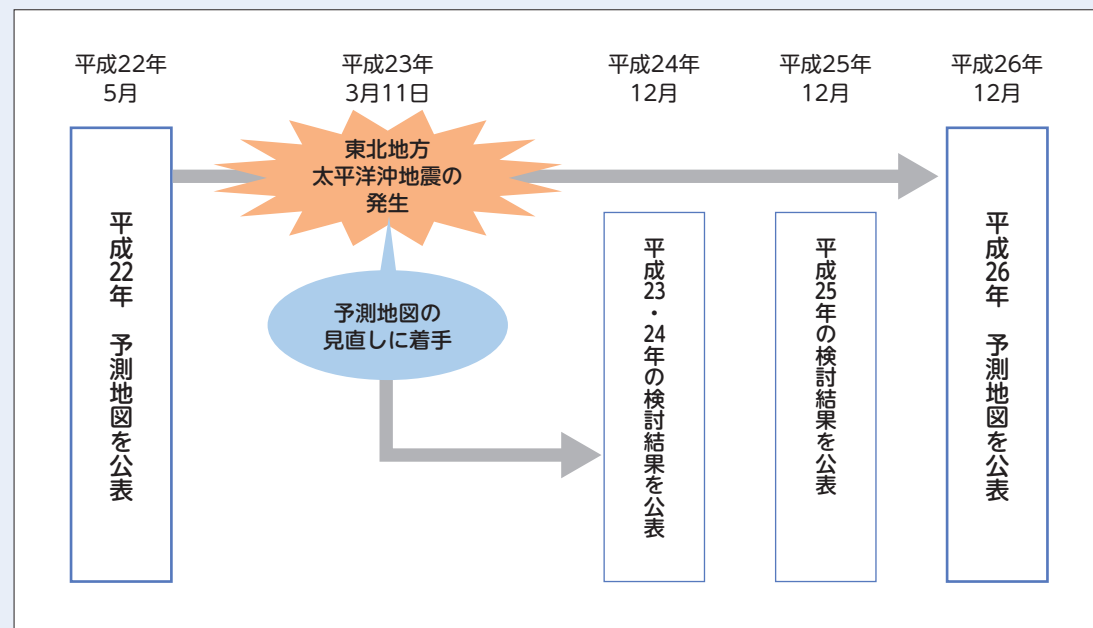 平成22年
5月
平成23年
3月11日
平成24年
12月
平成25年
12月
平成26年
12月
平成22年　予測地図を公表
東北地方
太平洋沖地震の
発生
予測地図の
見直しに着手
平成23・24年の検討結果を公表
平成25年の検討結果を公表
平成26年　予測地図を公表